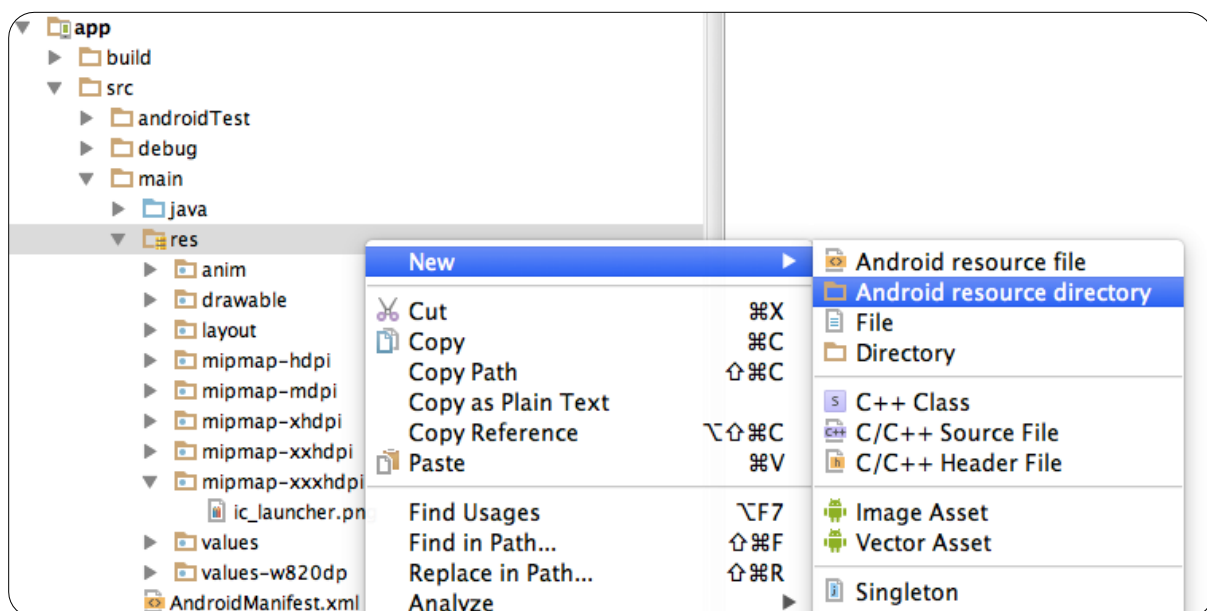 app
build
src
androidTest
debug
main
java
res
anim
drawable
layout
mipmap-hdpi
mipmap-mdpi
mipmap-xhdpi
mipmap-xxhdpi
mipmap-xxxhdpi
ic_launcher.png
values
values-w820dp
AndroidManifest.xml
New
Cut ⌘X
Copy ⌘C
Copy Path ⇧⌘C
Copy as Plain Text
Copy Reference ⌥⇧⌘C
Paste ⌘V
Find Usages ⌥F7
Find in Path... ⇧⌘F
Replace in Path... ⇧⌘R
Analyze
Android resource file
Android resource directory
File
Directory
S C++ Class
C++ C/C++ Source File
h C/C++ Header File
Image Asset
Vector Asset
Singleton